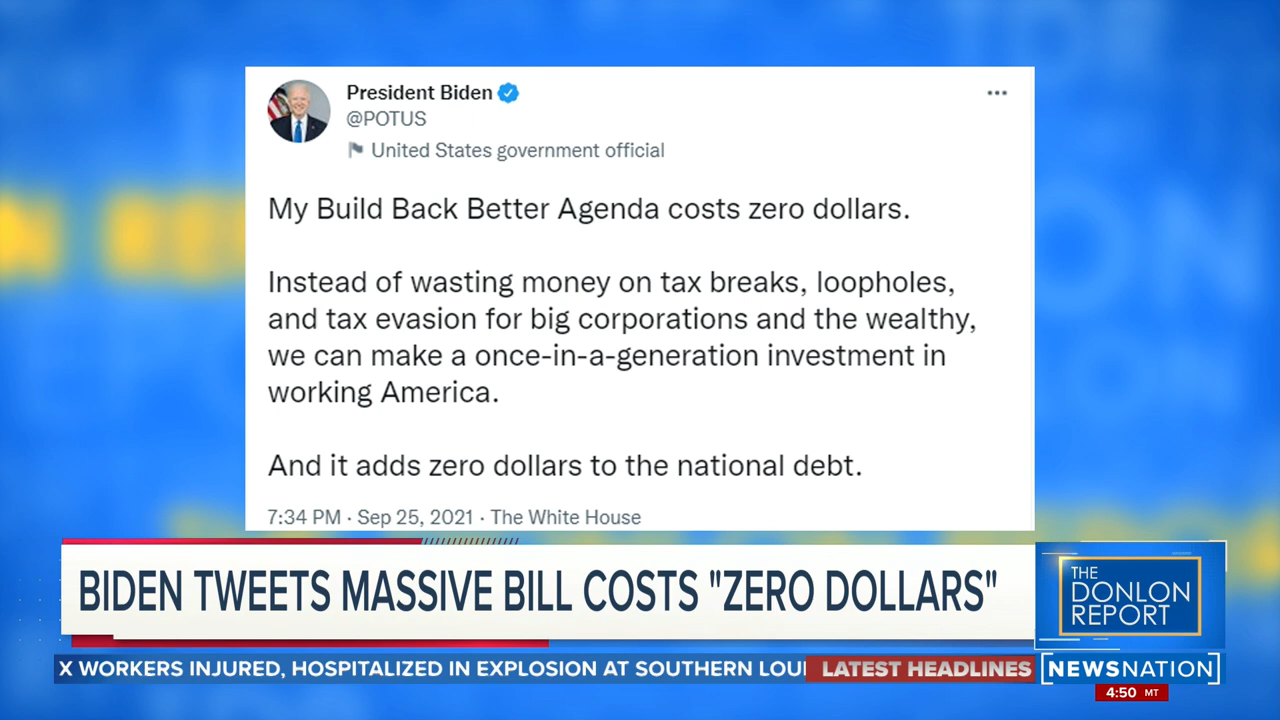 President Biden
@POTUS
United States government official
My Build Back Better Agenda costs zero dollars.
Instead of wasting money on tax breaks, loopholes,
and tax evasion for big corporations and the wealthy,
we can make a once-in-a-generation investment in
working America.
And it adds zero dollars to the national debt.
7:34 PM · Sep 25, 2021 · The White House
BIDEN TWEETS MASSIVE BILL COSTS "ZERO DOLLARS"
THE
DONLON
REPORT
X WORKERS INJURED, HOSPITALIZED IN EXPLOSION AT SOUTHERN LOUI
LATEST HEADLINES
NEWSNATION
4:50 MT